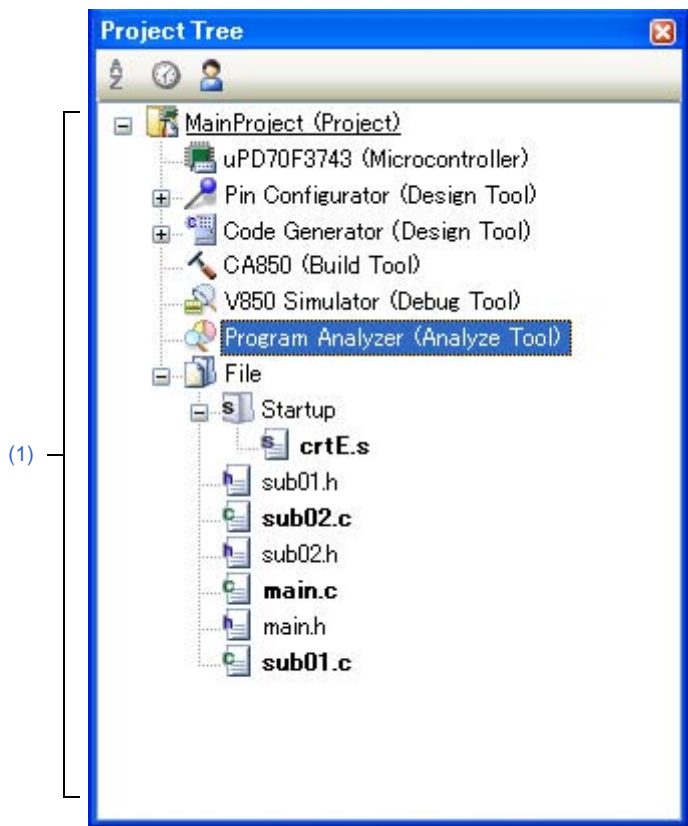 Project Tree
MainProject (Project)
uPD70F3743 (Microcontroller)
Pin Configurator (Design Tool)
Code Generator (Design Tool)
CA850 (Build Tool)
V850 Simulator (Debug Tool)
Program Analyzer (Analyze Tool)
File
Startup
crtE.s
(1)
sub01.h
sub02.c
sub02.h
main.c
main.h
sub01.c